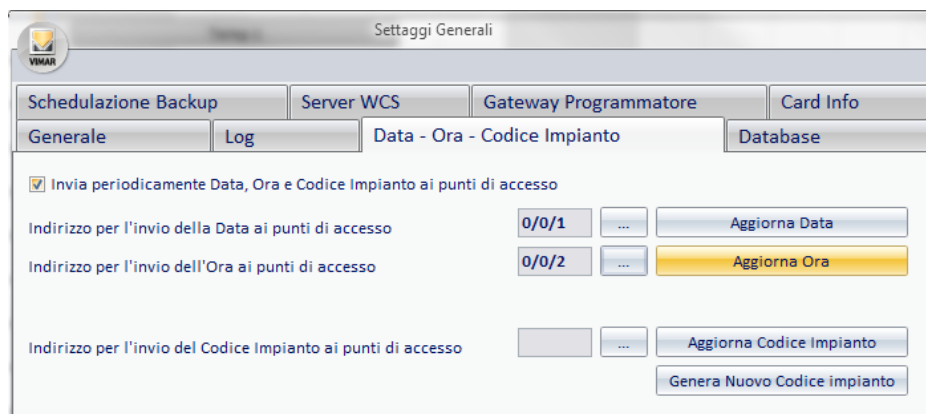 Settaggi Generali
VIMAR
Schedulazione Backup Server WCS Gateway Programmatore Card Info
Generale Log Data - Ora - Codice Impianto Database
Invia periodicamente Data, Ora e Codice Impianto ai punti di accesso
Indirizzo per l'invio della Data ai punti di accesso 0/0/1 ... Aggiorna Data
Indirizzo per l'invio dell'Ora ai punti di accesso 0/0/2 ... Aggiorna Ora
Indirizzo per l'invio del Codice Impianto ai punti di accesso ... Aggiorna Codice Impianto
Genera Nuovo Codice impianto